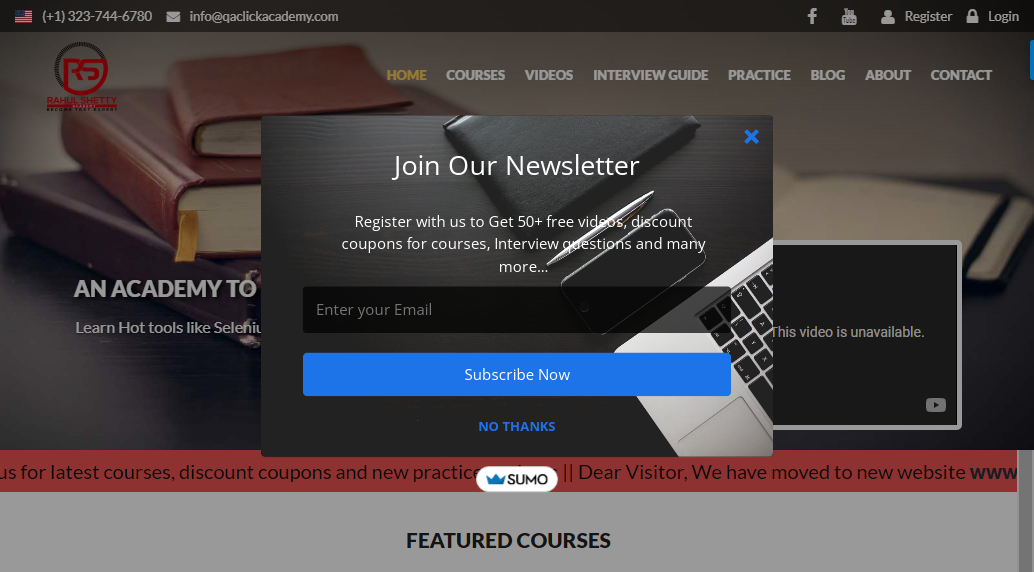 (+1) 323-744-6780 info@qaclickacademy.com Register Login
RS
RAHUL SHETTY
HOME COURSES VIDEOS INTERVIEW GUIDE PRACTICE BLOG ABOUT CONTACT
Join Our Newsletter
Register with us to Get 50+ free videos, discount
coupons for courses, Interview questions and many
more...
AN ACADEMY TO
Enter your Email
Learn Hot tools like Seleniu
This video is unavailable.
Subscribe Now
NO THANKS
us for latest courses, discount coupons and new practice || Dear Visitor, We have moved to new website www
SUMO
FEATURED COURSES